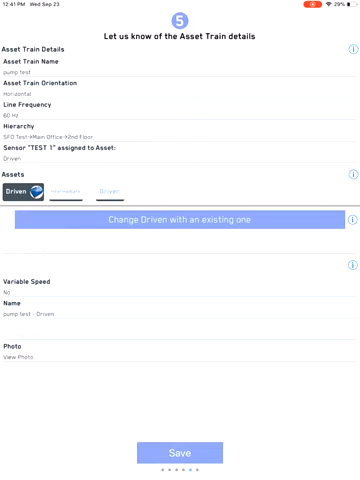 12:41 PM Wed Sep 23
29%
5
Let us know of the Asset Train details
Asset Train Details
Asset Train Name
pump test
Asset Train Orientation
Horizontal
Line Frequency
60 Hz
Hierarchy
SFO Test→Main Office→2nd Floor
Sensor "TEST 1" assigned to Asset:
Driven
Assets
Driven
Driver
Change Driven with an existing one
Variable Speed
No
Name
pump test - Driven
Photo
View Photo
Save